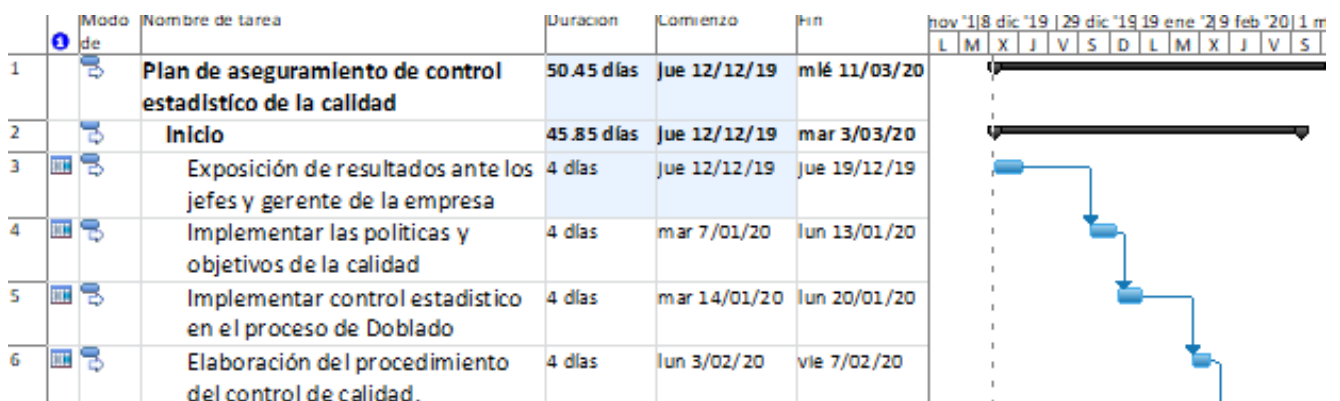 Modo Nombre de tarea Duración Comienzo Fin nov '1 8 dic '19 29 dic '19 19 ene '2 9 feb '20 1 m
de L M X J V S D L M X J V S
1 Plan de aseguramiento de control 50.45 días jue 12/12/19 mié 11/03/20
estadistíco de la calidad
2 Inicio 45.85 días jue 12/12/19 mar 3/03/20
3 Exposición de resultados ante los 4 días jue 12/12/19 jue 19/12/19
jefes y gerente de la empresa
4 Implementar las politicas y 4 días mar 7/01/20 lun 13/01/20
objetivos de la calidad
5 Implementar control estadistico 4 días mar 14/01/20 lun 20/01/20
en el proceso de Doblado
6 Elaboración del procedimiento 4 días lun 3/02/20 vie 7/02/20
del control de calidad.